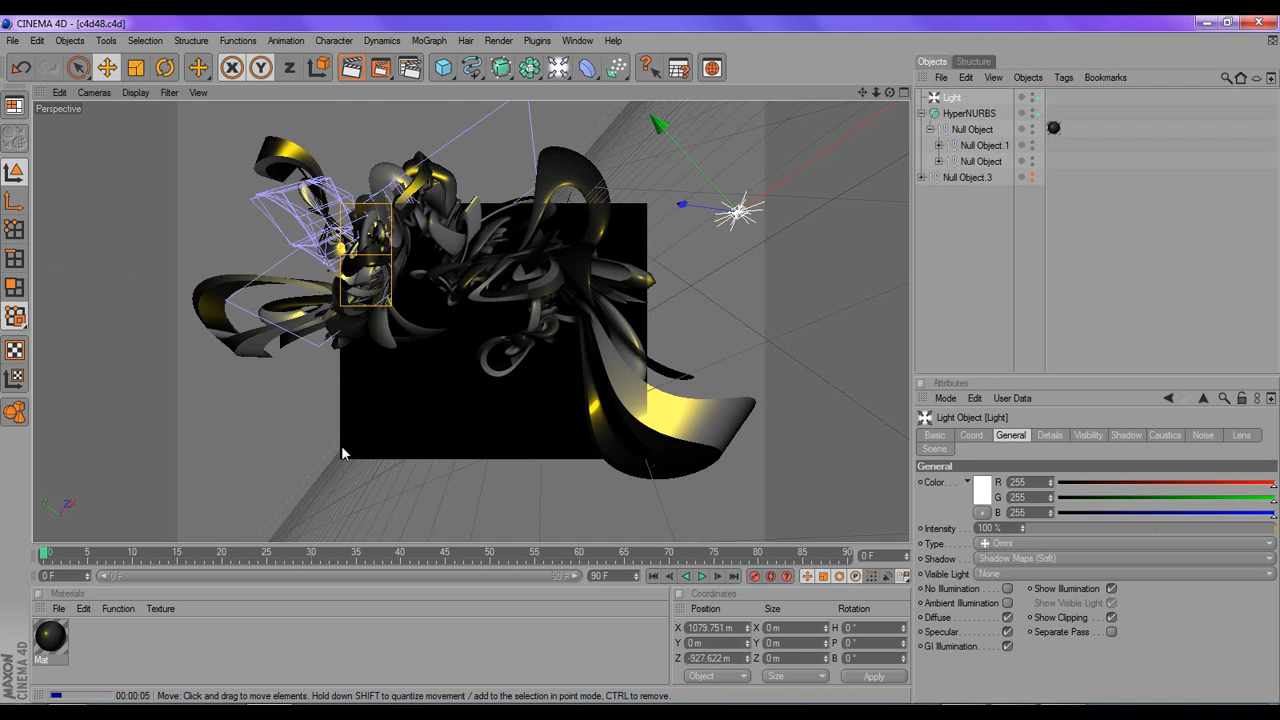 CINEMA 4D - [c4d48.c4d]
File Edit Objects Tools Selection Structure Functions Animation Character Dynamics MoGraph Hair Render Plugins Window Help
Objects Structure
File Edit View Objects Tags Bookmarks
Edit Cameras Display Filter View
Perspective
Light
HyperNURBS
Null Object
Null Object.1
Null Object
Null Object.3
Attributes
Mode Edit User Data
Light Object [Light]
Basic Coord. General Details Visibility Shadow Caustics Noise Lens
Scene
General
Color. . . R 255
G 255
B 255
Intensity 100 %
Type. . . . Omni
Shadow. . Shadow Maps (Soft)
Visible Light None
No Illumination. . . . Show Illumination
Ambient Illumination Show Visible Light
Diffuse. . . . Show Clipping
Specular. . . . Separate Pass
GI Illumination. . .
Y ZX
0 5 10 15 20 25 30 35 40 45 50 55 60 65 70 75 80 85 90 0 F
0 F 0 F 90 F 90 F
Materials
File Edit Function Texture
Mat
Coordinates
Position Size Rotation
X 1079.751 m X 0 m H 0 °
Y 0 m Y 0 m P 0 °
Z -927.622 m Z 0 m B 0 °
Object Size Apply
MAXON CINEMA 4D
00:00:05 Move: Click and drag to move elements. Hold down SHIFT to quantize movement / add to the selection in point mode, CTRL to remove.